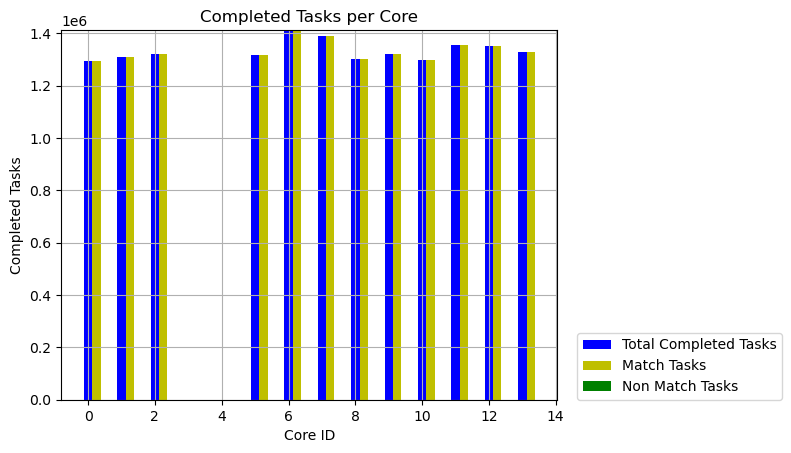 Completed Tasks per Core
1e6
1.4
1.2
1.0
0.8
0.6
0.4
0.2
0.0
Completed Tasks
0 2 4 6 8 10 12 14
Core ID
Total Completed Tasks
Match Tasks
Non Match Tasks